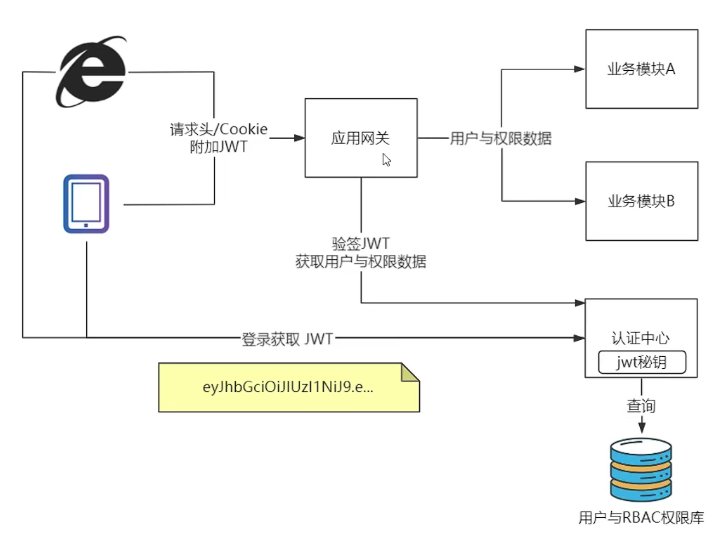 业务模块A
请求头/Cookie
附加JWT
应用网关
用户与权限数据
业务模块B
验签JWT
获取用户与权限数据
登录获取 JWT
认证中心
jwt秘钥
eyJhbGciOiJIUzI1NiJ9.e...
查询
用户与RBAC权限库